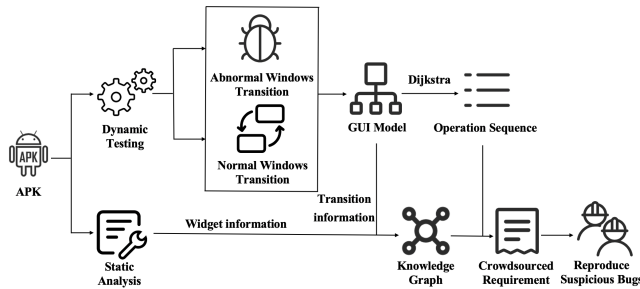 Abnormal Windows
Transition
Normal Windows
Transition
Dynamic
Testing
Dijkstra
GUI Model
Operation Sequence
APK
APK
Transition
information
Widget information
Static
Analysis
Knowledge
Graph
Crowdsourced
Requirement
Reproduce
Suspicious Bugs